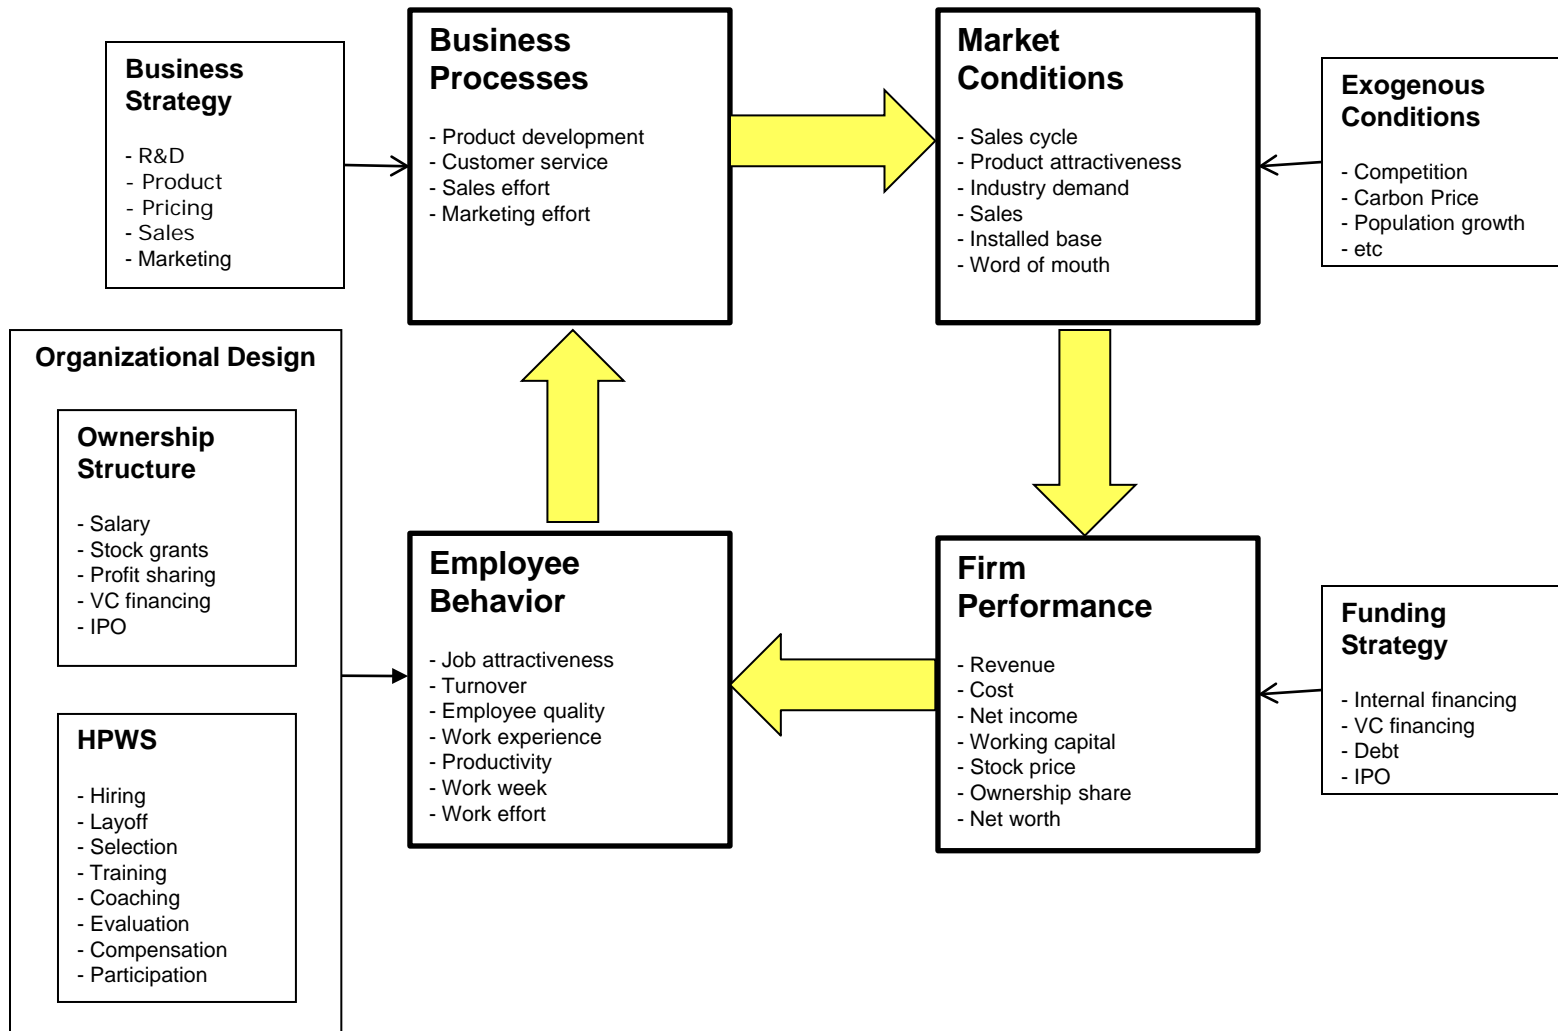 Business
Strategy
- R&D
- Product
- Pricing
- Sales
- Marketing
Business
Processes
- Product development
- Customer service
- Sales effort
- Marketing effort
Market
Conditions
- Sales cycle
- Product attractiveness
- Industry demand
- Sales
- Installed base
- Word of mouth
Exogenous
Conditions
- Competition
- Carbon Price
- Population growth
- etc
Organizational Design
Ownership
Structure
- Salary
- Stock grants
- Profit sharing
- VC financing
- IPO
HPWS
- Hiring
- Layoff
- Selection
- Training
- Coaching
- Evaluation
- Compensation
- Participation
Employee
Behavior
- Job attractiveness
- Turnover
- Employee quality
- Work experience
- Productivity
- Work week
- Work effort
Firm
Performance
- Revenue
- Cost
- Net income
- Working capital
- Stock price
- Ownership share
- Net worth
Funding
Strategy
- Internal financing
- VC financing
- Debt
- IPO